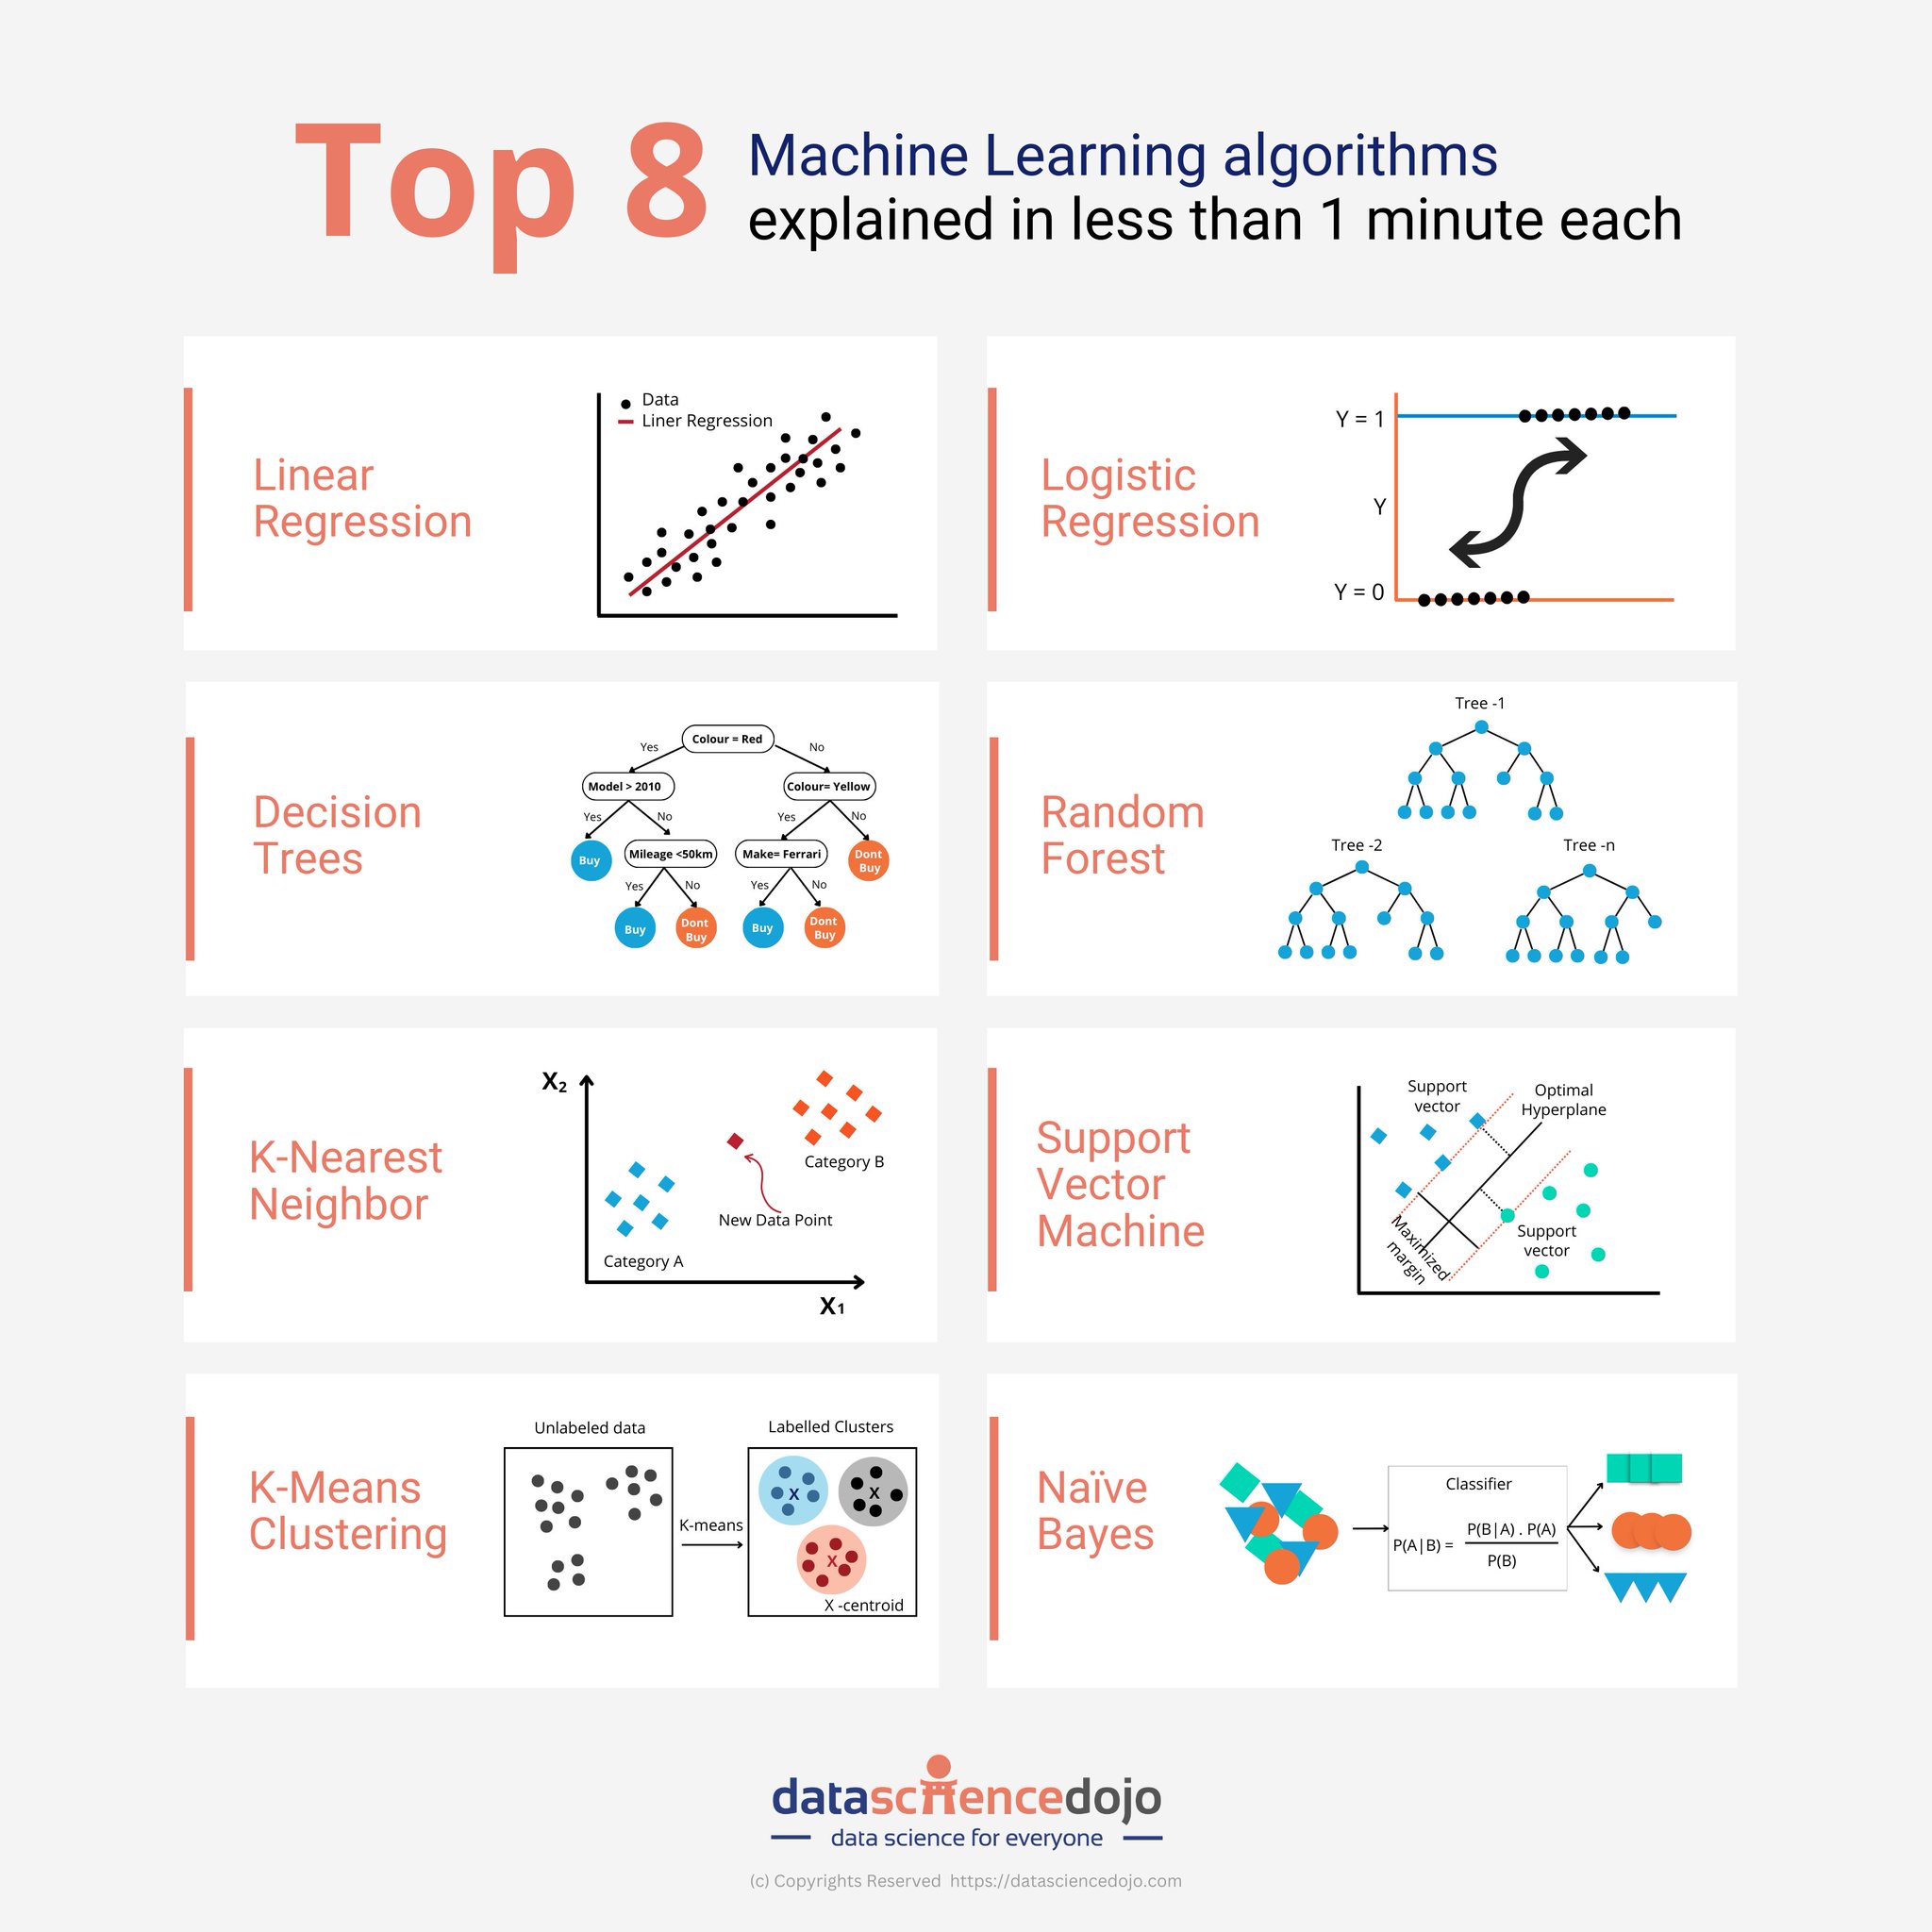 Top 8
Machine Learning algorithms
explained in less than 1 minute each
Linear
Regression
Data
Liner Regression
Logistic
Regression
Y = 1
Y
Y = 0
Decision
Trees
Colour = Red
Yes
No
Model > 2010
Colour= Yellow
Yes
No
Yes
No
Buy
Mileage <50km
Make= Ferrari
Dont
Buy
Yes
No
Yes
No
Buy
Dont
Buy
Buy
Dont
Buy
Random
Forest
Tree -1
Tree -2
Tree -n
K-Nearest
Neighbor
X₂
Category B
New Data Point
Category A
X₁
Support
Vector
Machine
Support
vector
Optimal
Hyperplane
Support
vector
Maximized
margin
K-Means
Clustering
Unlabeled data
K-means
Labelled Clusters
X
X
X
X -centroid
Naïve
Bayes
Classifier
P(A|B) =
P(B|A) . P(A)
P(B)
datasciencedojo
data science for everyone
(c) Copyrights Reserved https://datasciencedojo.com